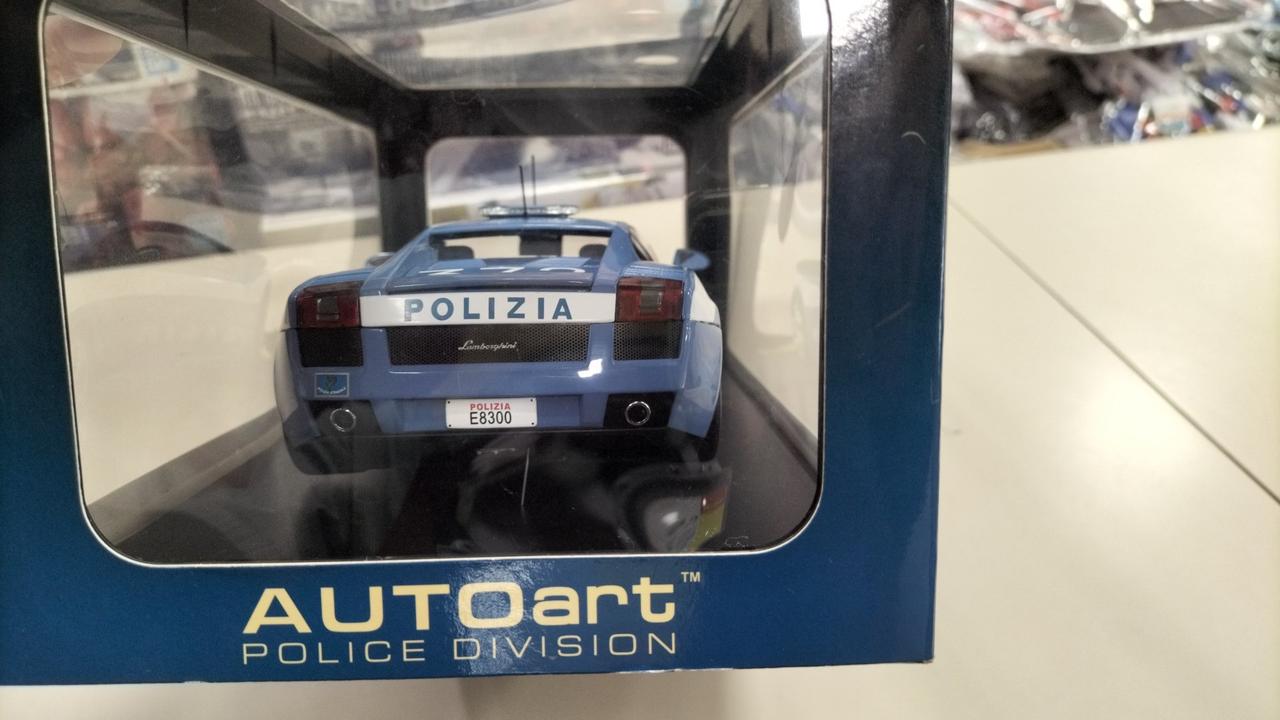 POLIZIA
Lamborghini
POLIZIA
E8300
AUTOart™
POLICE DIVISION